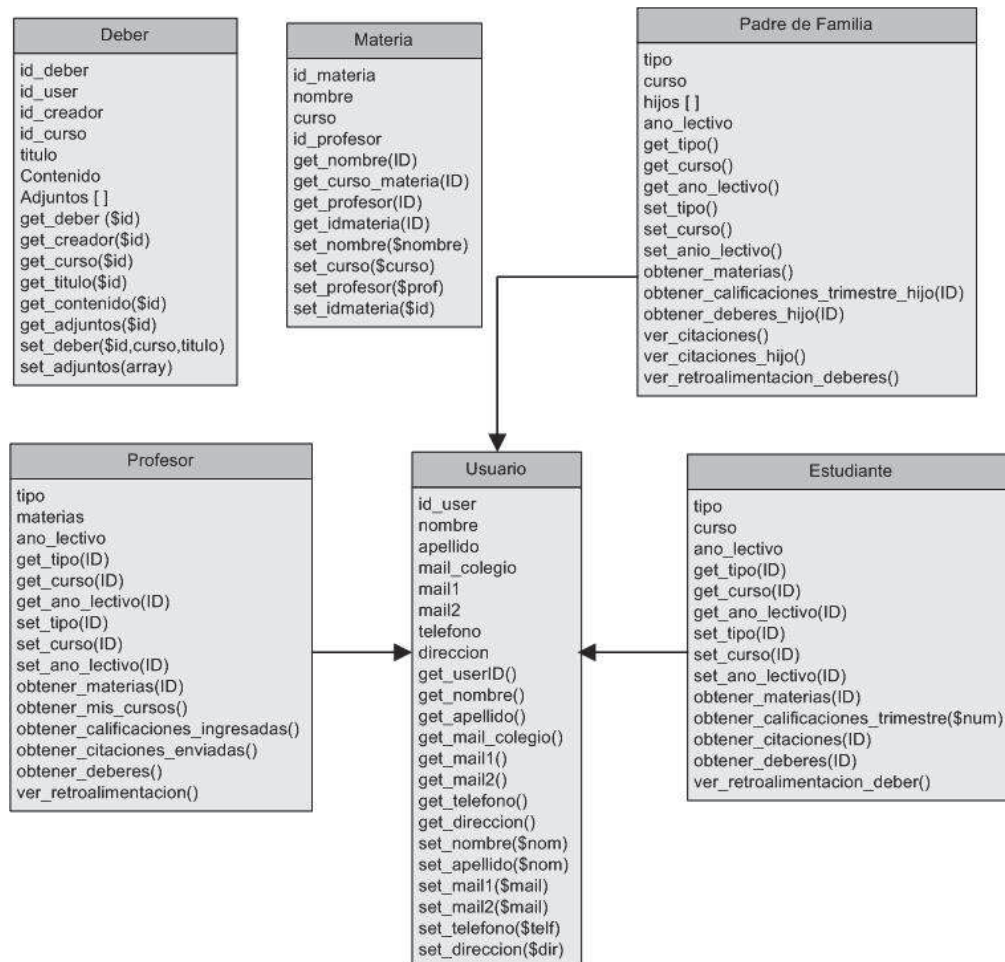 Deber
id_deber
id_user
id_creador
id_curso
titulo
Contenido
Adjuntos [ ]
get_deber ($id)
get_creador($id)
get_curso($id)
get_titulo($id)
get_contenido($id)
get_adjuntos($id)
set_deber($id,curso,titulo)
set_adjuntos(array)
Materia
id_materia
nombre
curso
id_profesor
get_nombre(ID)
get_curso_materia(ID)
get_profesor(ID)
get_idmateria(ID)
set_nombre($nombre)
set_curso($curso)
set_profesor($prof)
set_idmateria($id)
Padre de Familia
tipo
curso
hijos [ ]
ano_lectivo
get_tipo()
get_curso()
get_ano_lectivo()
set_tipo()
set_curso()
set_anio_lectivo()
obtener_materias()
obtener_calificaciones_trimestre_hijo(ID)
obtener_deberes_hijo(ID)
ver_citaciones()
ver_citaciones_hijo()
ver_retroalimentacion_deberes()
Profesor
tipo
materias
ano_lectivo
get_tipo(ID)
get_curso(ID)
get_ano_lectivo(ID)
set_tipo(ID)
set_curso(ID)
set_ano_lectivo(ID)
obtener_materias(ID)
obtener_mis_cursos()
obtener_calificaciones_ingresadas()
obtener_citaciones_enviadas()
obtener_deberes()
ver_retroalimentacion()
Usuario
id_user
nombre
apellido
mail_colegio
mail1
mail2
telefono
direccion
get_userID()
get_nombre()
get_apellido()
get_mail_colegio()
get_mail1()
get_mail2()
get_telefono()
get_direccion()
set_nombre($nom)
set_apellido($nom)
set_mail1($mail)
set_mail2($mail)
set_telefono($telf)
set_direccion($dir)
Estudiante
tipo
curso
ano_lectivo
get_tipo(ID)
get_curso(ID)
get_ano_lectivo(ID)
set_tipo(ID)
set_curso(ID)
set_ano_lectivo(ID)
obtener_materias(ID)
obtener_calificaciones_trimestre($num)
obtener_citaciones(ID)
obtener_deberes(ID)
ver_retroalimentacion_deber()